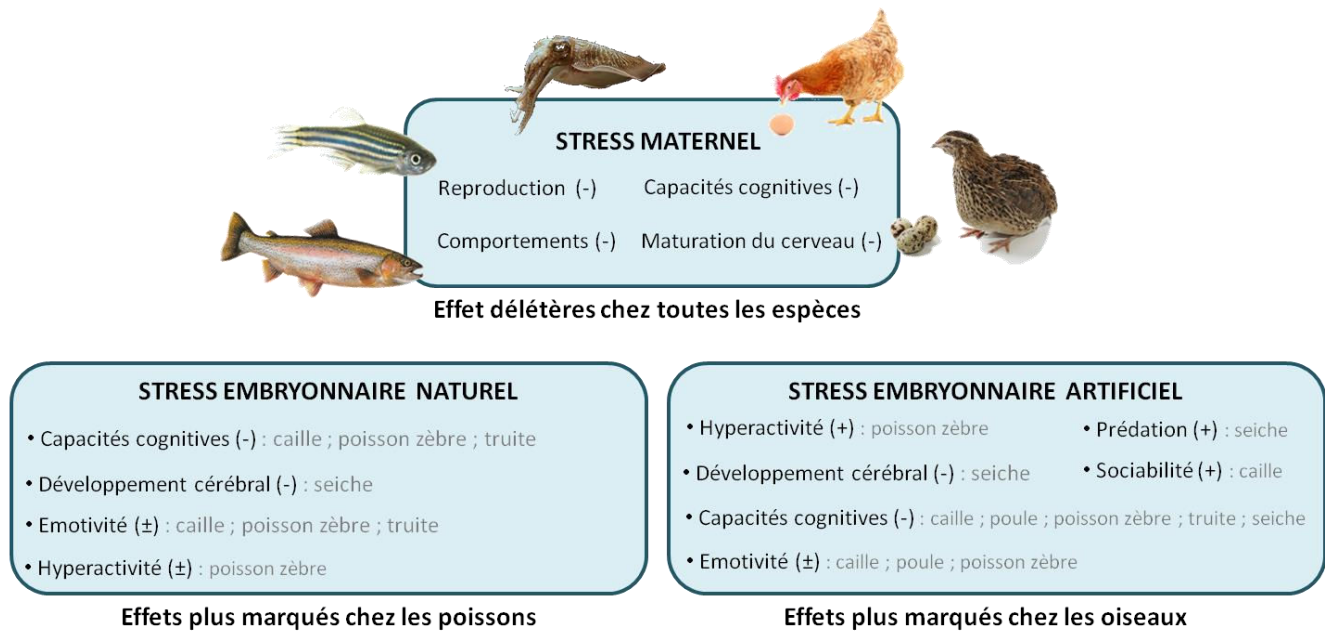 STRESS MATERNEL
Reproduction (-) Capacités cognitives (-)
Comportements (-) Maturation du cerveau (-)
Effet délétères chez toutes les espèces
STRESS EMBRYONNAIRE NATUREL
• Capacités cognitives (-) : caille ; poisson zèbre ; truite
• Développement cérébral (-) : seiche
• Emotivité (±) : caille ; poisson zèbre ; truite
• Hyperactivité (±) : poisson zèbre
Effets plus marqués chez les poissons
STRESS EMBRYONNAIRE ARTIFICIEL
• Hyperactivité (+) : poisson zèbre • Prédation (+) : seiche
• Développement cérébral (-) : seiche • Sociabilité (+) : caille
• Capacités cognitives (-) : caille ; poule ; poisson zèbre ; truite ; seiche
• Emotivité (±) : caille ; poule ; poisson zèbre
Effets plus marqués chez les oiseaux